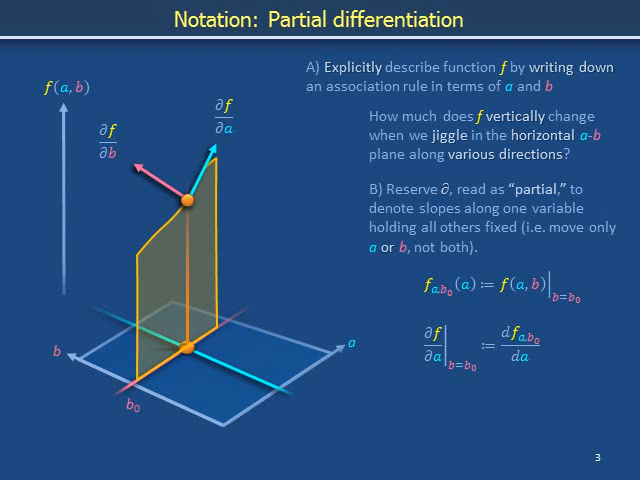 Notation: Partial differentiation
A) Explicitly describe function f by writing down
an association rule in terms of a and b
f(a,b)
∂f/∂a
∂f/∂b
How much does f vertically change
when we jiggle in the horizontal a-b
plane along various directions?
B) Reserve ∂, read as “partial,” to
denote slopes along one variable
holding all others fixed (i.e. move only
a or b, not both).
f_{a,b₀}(a) ≔ f(a,b)|_{b=b₀}
∂f/∂a|_{b=b₀} ≔ df_{a,b₀}/da
b
a
b₀
3